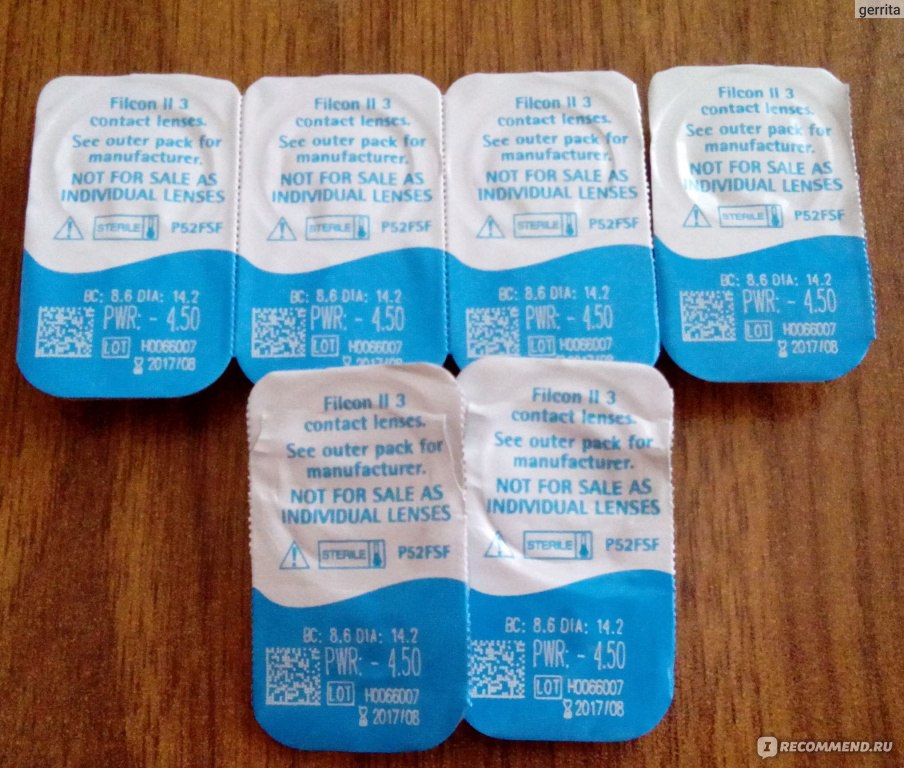 gerrita
Filcon II 3
contact lenses.
See outer pack for
manufacturer.
NOT FOR SALE AS
INDIVIDUAL LENSES
STERILE P52FSF
BC: 8.6 DIA: 14.2
PWR: - 4.50
LOT H0066007
2017/08
Filcon II 3
contact lenses.
See outer pack for
manufacturer.
NOT FOR SALE AS
INDIVIDUAL LENSES
STERILE P52FSF
BC: 8.6 DIA: 14.2
PWR: - 4.50
LOT H0066007
2017/08
Filcon II 3
contact lenses.
See outer pack for
manufacturer.
NOT FOR SALE AS
INDIVIDUAL LENSES
STERILE P52FSF
BC: 8.6 DIA: 14.2
PWR: - 4.50
LOT H0066007
Filcon II 3
contact lenses.
See outer pack for
manufacturer.
NOT FOR SALE AS
INDIVIDUAL LENSES
STERILE P52FSF
BC: 8.6 DIA: 14.2
PWR: - 4.50
LOT H0066007
2017/08
Filcon II 3
contact lenses.
See outer pack for
manufacturer.
NOT FOR SALE AS
INDIVIDUAL LENSES
STERILE P52FSF
BC: 8.6 DIA: 14.2
PWR: - 4.50
LOT H0066007
2017/08
Filcon II 3
contact lenses.
See outer pack for
manufacturer.
NOT FOR SALE AS
INDIVIDUAL LENSES
STERILE P52FSF
BC: 8.6 DIA: 14.2
PWR: - 4.50
LOT H0066007
2017/08
RECOMMEND.RU